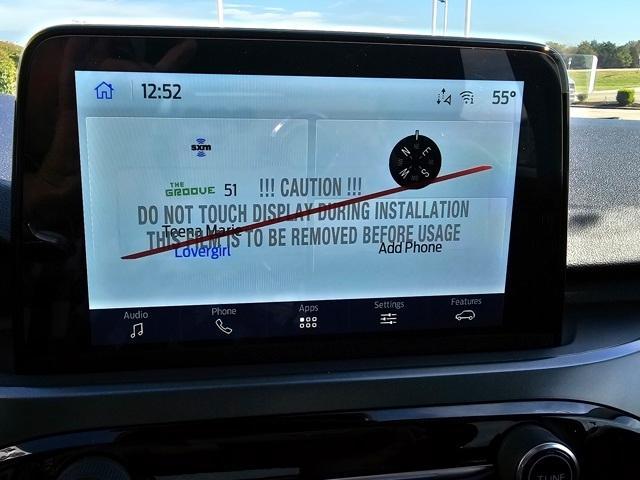 12:52
55°
sxm
THE
GROOVE 51
N E
W S
!!! CAUTION !!!
DO NOT TOUCH DISPLAY DURING INSTALLATION
THIS FILM IS TO BE REMOVED BEFORE USAGE
Teena Marie
Lovergirl
Add Phone
Audio Phone Apps Settings Features
TUNE